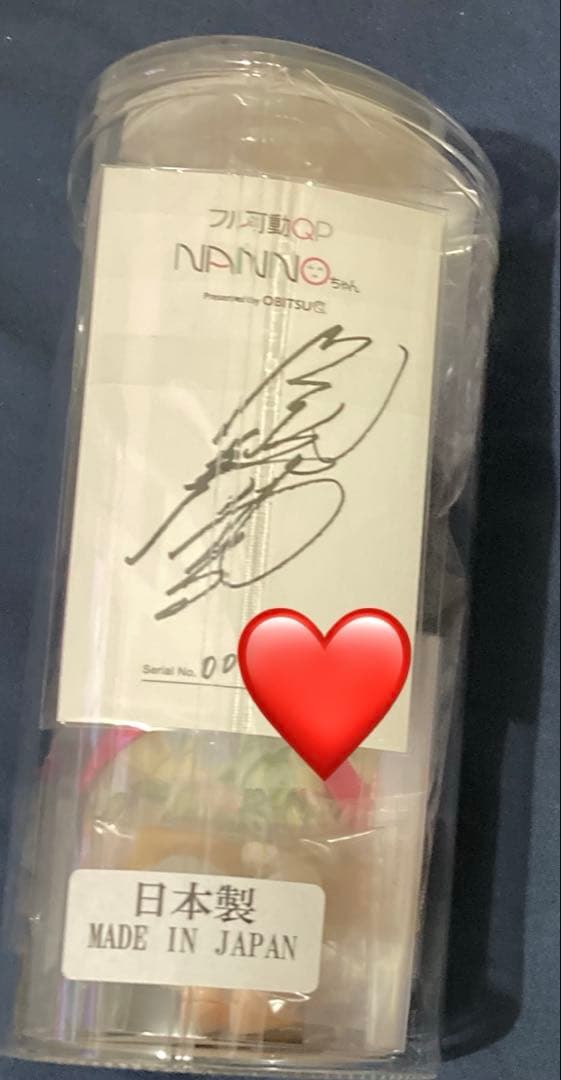 フル可動QP
NANNOちゃん
Presented by OBITSU
Serial No. 00
日本製
MADE IN JAPAN